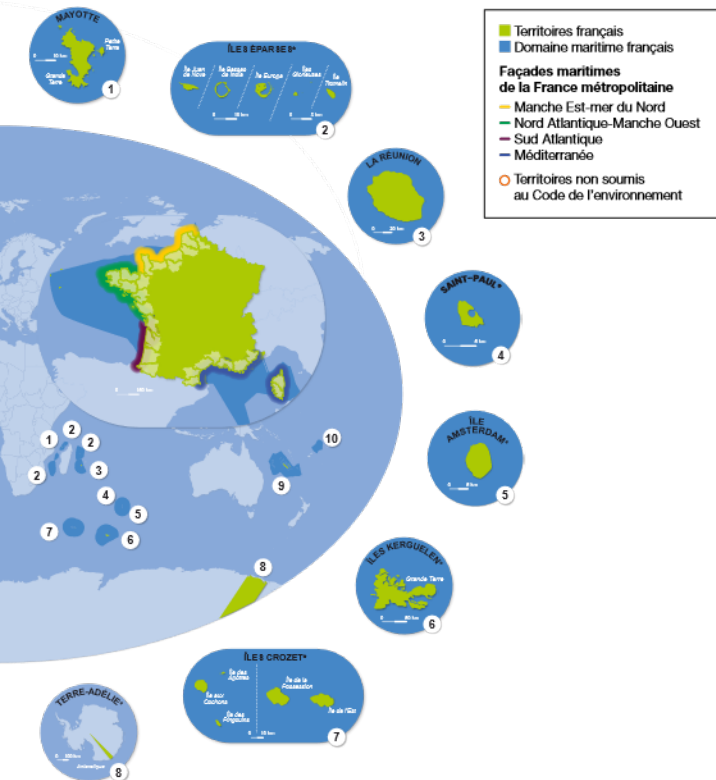 MAYOTTE
Petite
Terre
Grande
Terre
1
ÎLES ÉPARSES*
Île Juan
de Nova
Île Bassas
de India
Île Europa
Îles
Glorieuses
Île
Tromelin
2
LA RÉUNION
3
SAINT-PAUL*
4
ÎLE
AMSTERDAM*
5
ÎLES KERGUELEN*
Grande Terre
6
ÎLES CROZET*
Île des
Apôtres
Île aux
Cochons
Île des
Pingouins
Île de la
Possession
Île de l'Est
7
TERRE-ADÉLIE*
Antarctique
8
Territoires français
Domaine maritime français
Façades maritimes
de la France métropolitaine
Manche Est-mer du Nord
Nord Atlantique-Manche Ouest
Sud Atlantique
Méditerranée
Territoires non soumis
au Code de l'environnement
1
2
2
2
3
4
5
6
7
8
9
10